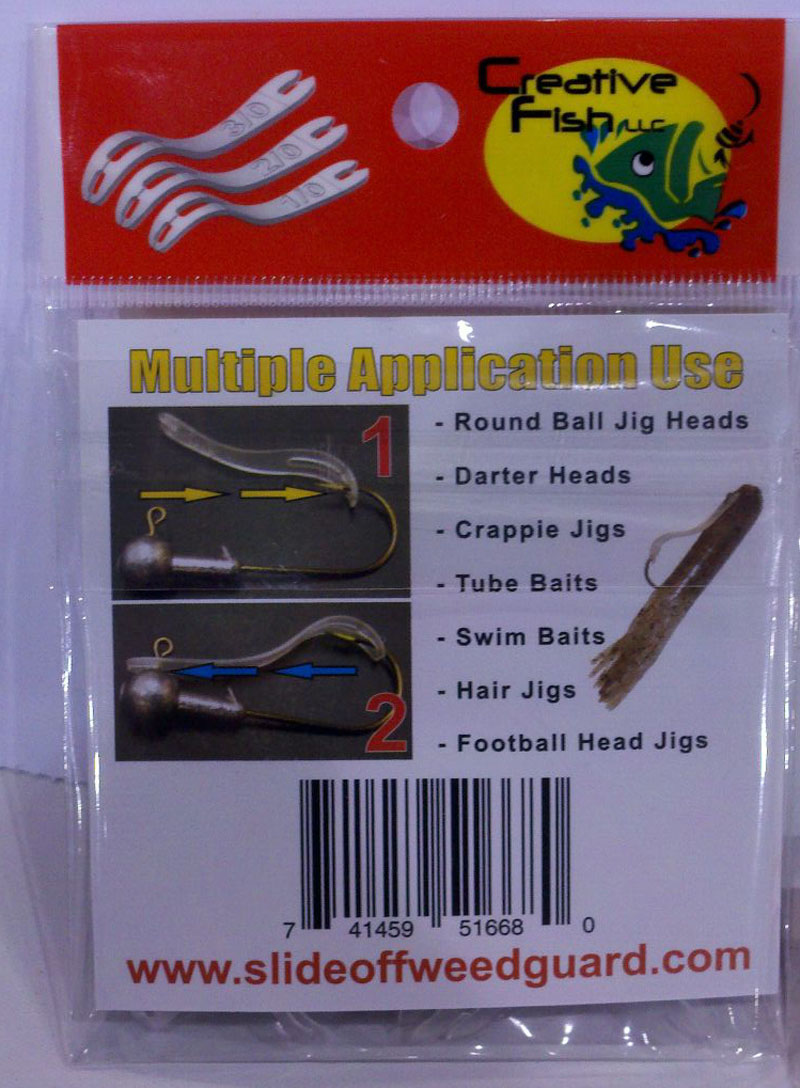 3/0
2/0
1/0
Creative
Fish LLC
Multiple Application Use
1
- Round Ball Jig Heads
- Darter Heads
- Crappie Jigs
- Tube Baits
- Swim Baits
- Hair Jigs
- Football Head Jigs
2
7 41459 51668 0
www.slideoffweedguard.com